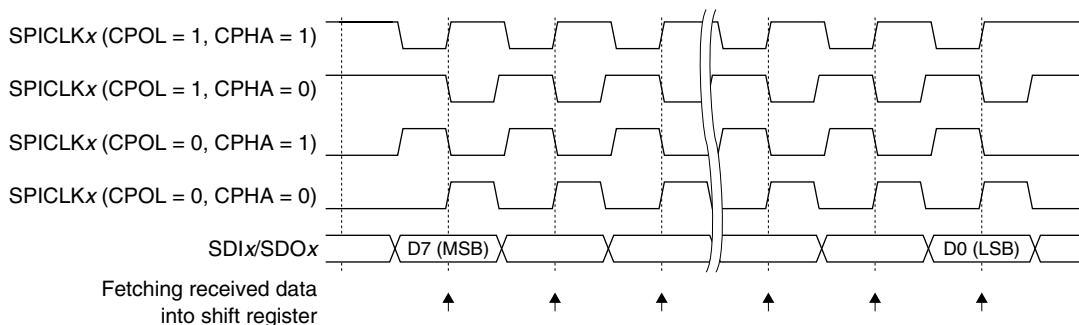 SPICLKx (CPOL = 1, CPHA = 1)
SPICLKx (CPOL = 1, CPHA = 0)
SPICLKx (CPOL = 0, CPHA = 1)
SPICLKx (CPOL = 0, CPHA = 0)
SDIx/SDOx
D7 (MSB)
D0 (LSB)
Fetching received data
into shift register